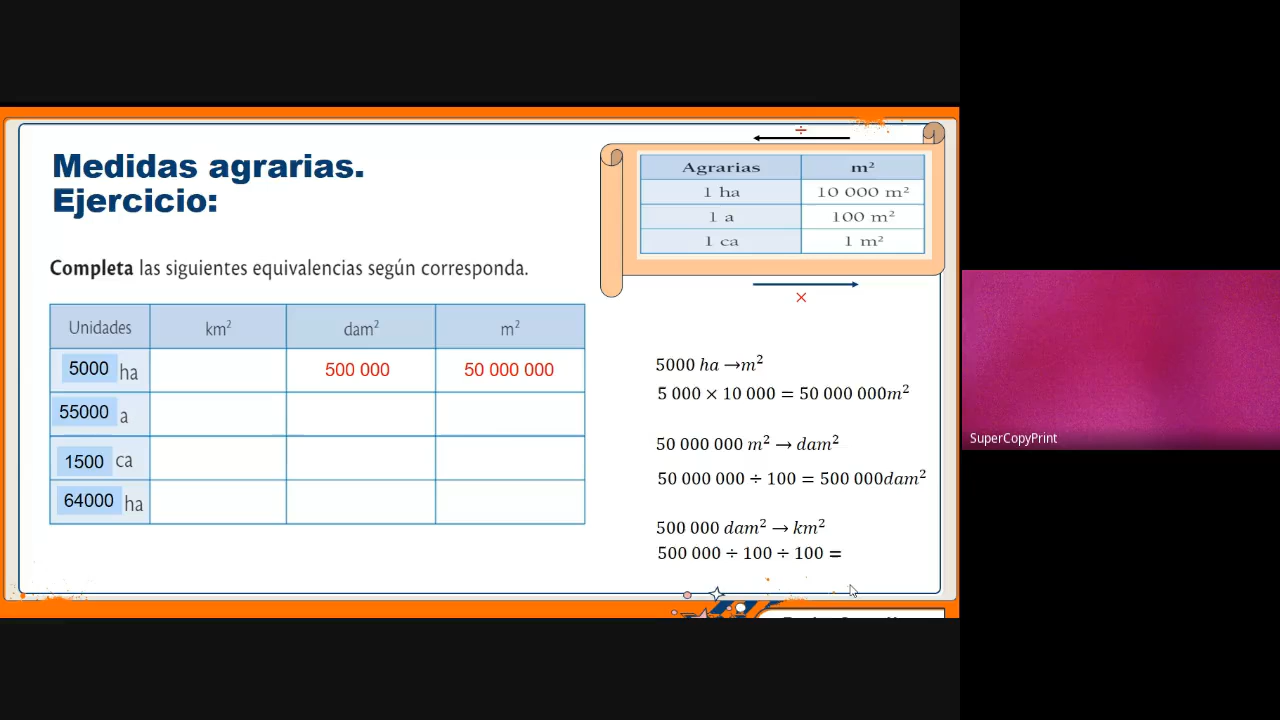 Medidas agrarias.
Ejercicio:
÷
Agrarias m²
1 ha 10 000 m²
1 a 100 m²
1 ca 1 m²
×
Completa las siguientes equivalencias según corresponda.
Unidades km² dam² m²
5000 ha 500 000 50 000 000
55000 a
1500 ca
64000 ha
5000 ha →m²
5 000 × 10 000 = 50 000 000m²
50 000 000 m² → dam²
50 000 000 ÷ 100 = 500 000dam²
500 000 dam² → km²
500 000 ÷ 100 ÷ 100 =
SuperCopyPrint